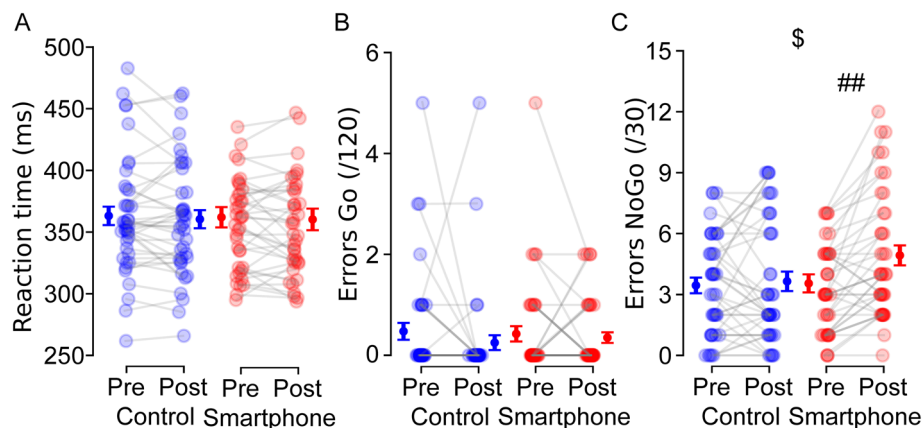 A
Reaction time (ms)
500
450
400
350
300
250
Pre Post Pre Post
Control Smartphone
B
Errors Go (/120)
6
4
2
0
Pre Post Pre Post
Control Smartphone
C
$
##
Errors NoGo (/30)
15
12
9
6
3
0
Pre Post Pre Post
Control Smartphone